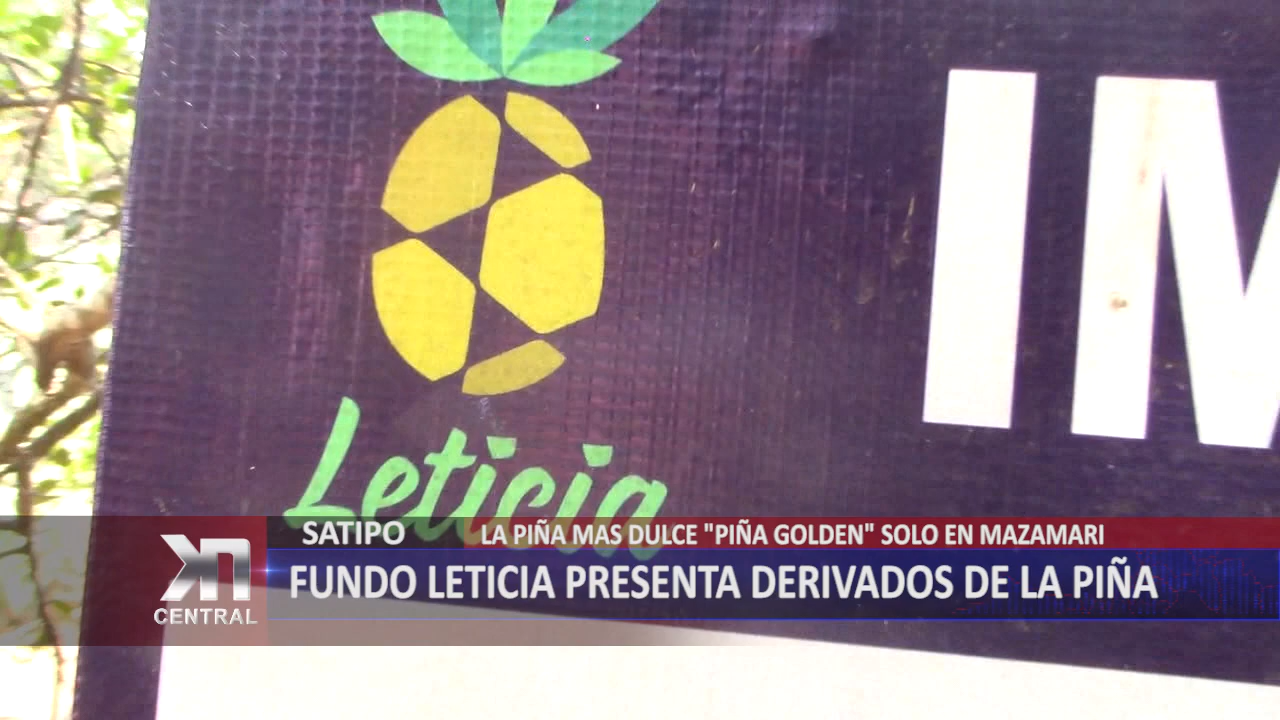 IM
Leticia
SATIPO
LA PIÑA MAS DULCE "PIÑA GOLDEN" SOLO EN MAZAMARI
KN
CENTRAL
FUNDO LETICIA PRESENTA DERIVADOS DE LA PIÑA